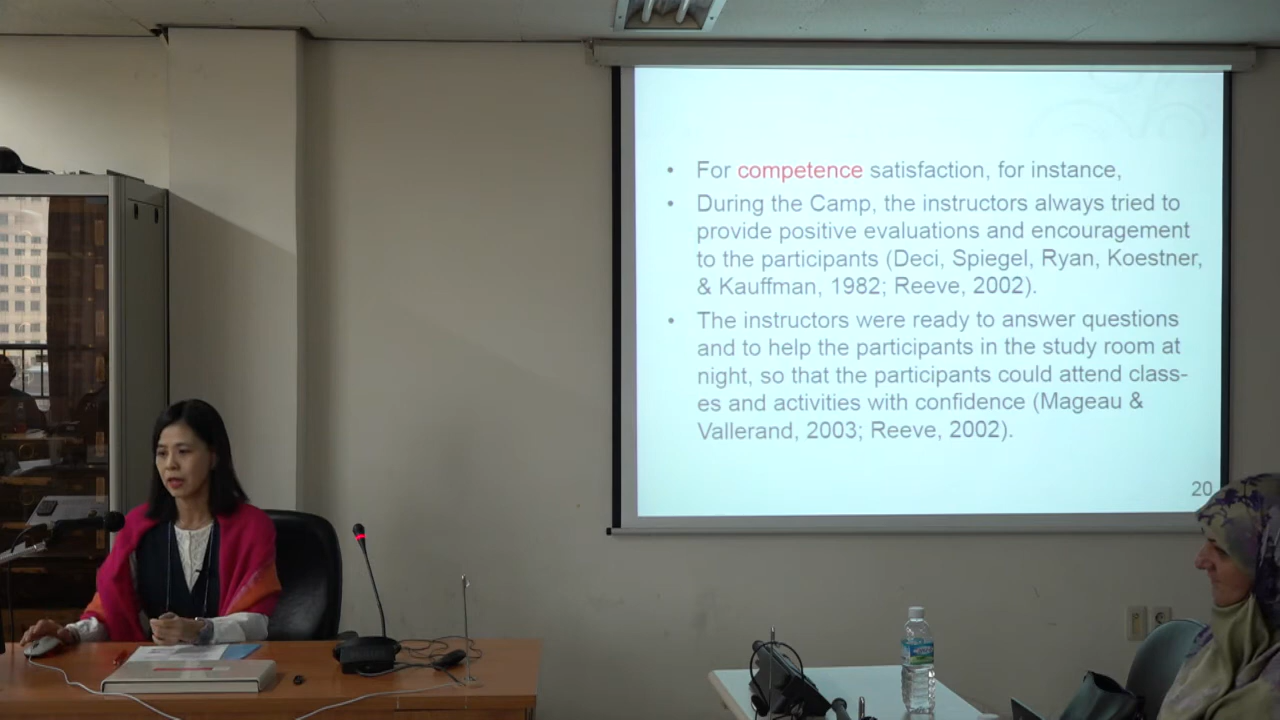 • For competence satisfaction, for instance,
• During the Camp, the instructors always tried to
provide positive evaluations and encouragement
to the participants (Deci, Spiegel, Ryan, Koestner,
& Kauffman, 1982; Reeve, 2002).
• The instructors were ready to answer questions
and to help the participants in the study room at
night, so that the participants could attend class-
es and activities with confidence (Mageau &
Vallerand, 2003; Reeve, 2002).
20